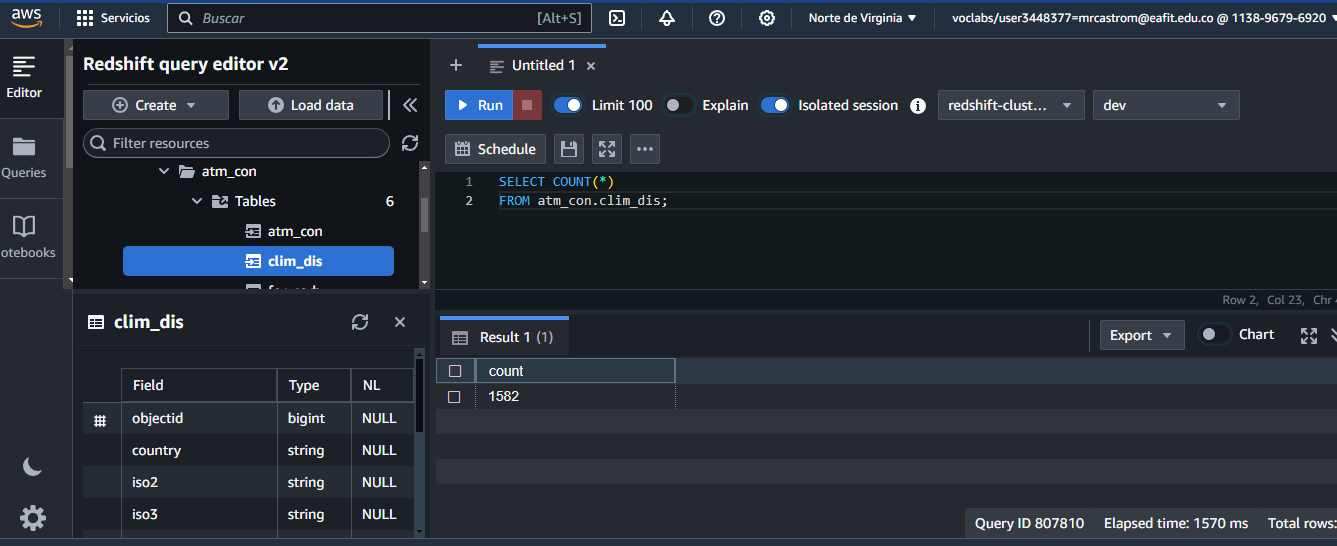 aws Servicios Buscar [Alt+S] Norte de Virginia voclabs/user3448377=mrcastrom@eafit.edu.co @ 1138-9679-6920
Editor
Queries
otebooks
Redshift query editor v2
Create Load data
Filter resources
atm_con
Tables 6
atm_con
clim_dis
clim_dis
Field Type NL
objectid bigint NULL
country string NULL
iso2 string NULL
iso3 string NULL
Untitled 1
Run Limit 100 Explain Isolated session redshift-clust... dev
Schedule
1 SELECT COUNT(*)
2 FROM atm_con.clim_dis;
Row 2, Col 23, Chr
Result 1 (1) Export Chart
count
1582
Query ID 807810 Elapsed time: 1570 ms Total rows: